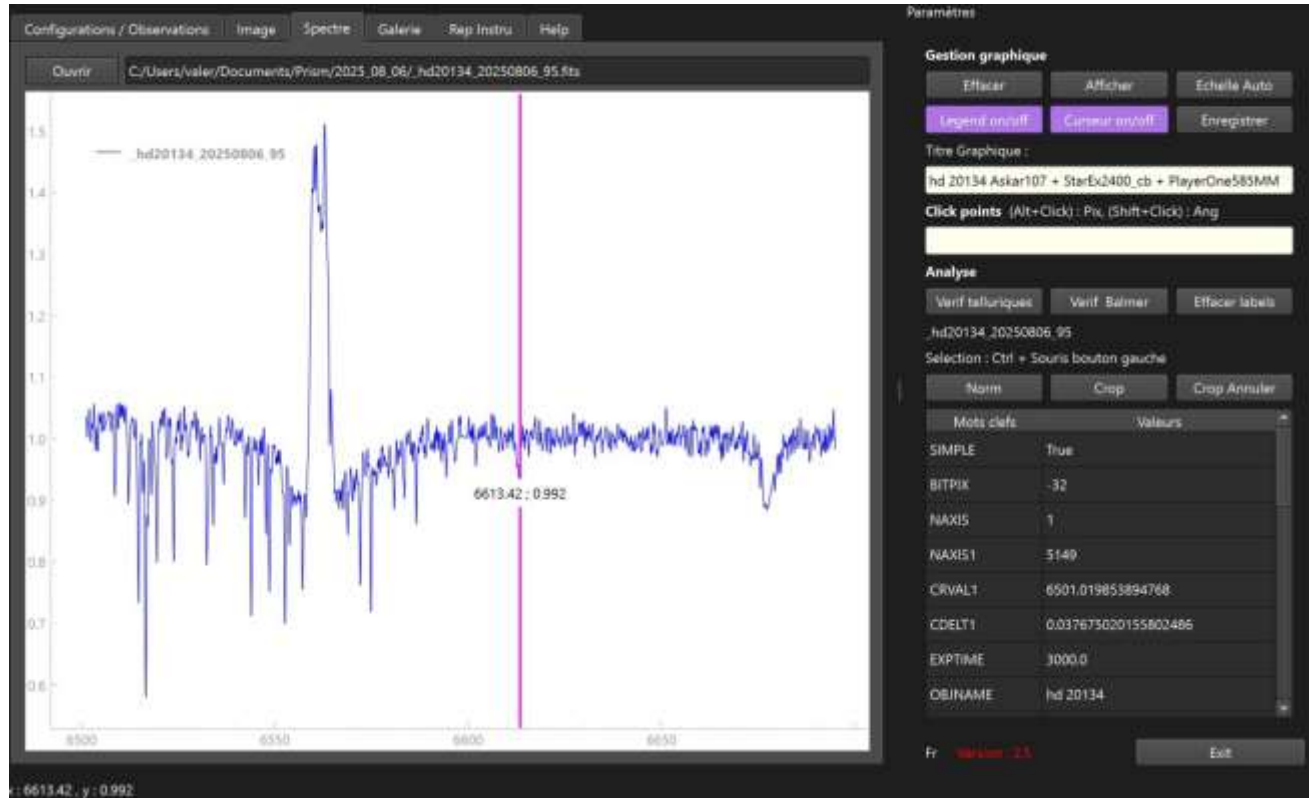 Paramètres
Configurations / Observations Image Spectre Galerie Rep Instru Help
Ouvrir C:/Users/valer/Documents/Prism/2025_08_06/_hd20134_20250806_95.fits
_hd20134_20250806_95
1.5
1.4
1.3
1.2
1.1
1.0
0.9
0.8
0.7
0.6
6613.42 ; 0.992
6500 6550 6600 6650
Gestion graphique
Effacer Afficher Echelle Auto
Legend on/off Curseur on/off Enregistrer
Titre Graphique :
hd 20134 Askar107 + StarEx2400_cb + PlayerOne585MM
Click points (Alt+Click) : Pix, (Shift+Click) : Ang
Analyse
Verif telluriques Verif Balmer Effacer labels
_hd20134_20250806_95
Selection : Ctrl + Souris bouton gauche
Norm Crop Crop Annuler
Mots clefs Valeurs
SIMPLE True
BITPIX -32
NAXIS 1
NAXIS1 5149
CRVAL1 6501.019853894768
CDELT1 0.037675020155802486
EXPTIME 3000.0
OBJNAME hd 20134
Fr Version : 2.5 Exit
x : 6613.42 , y : 0.992